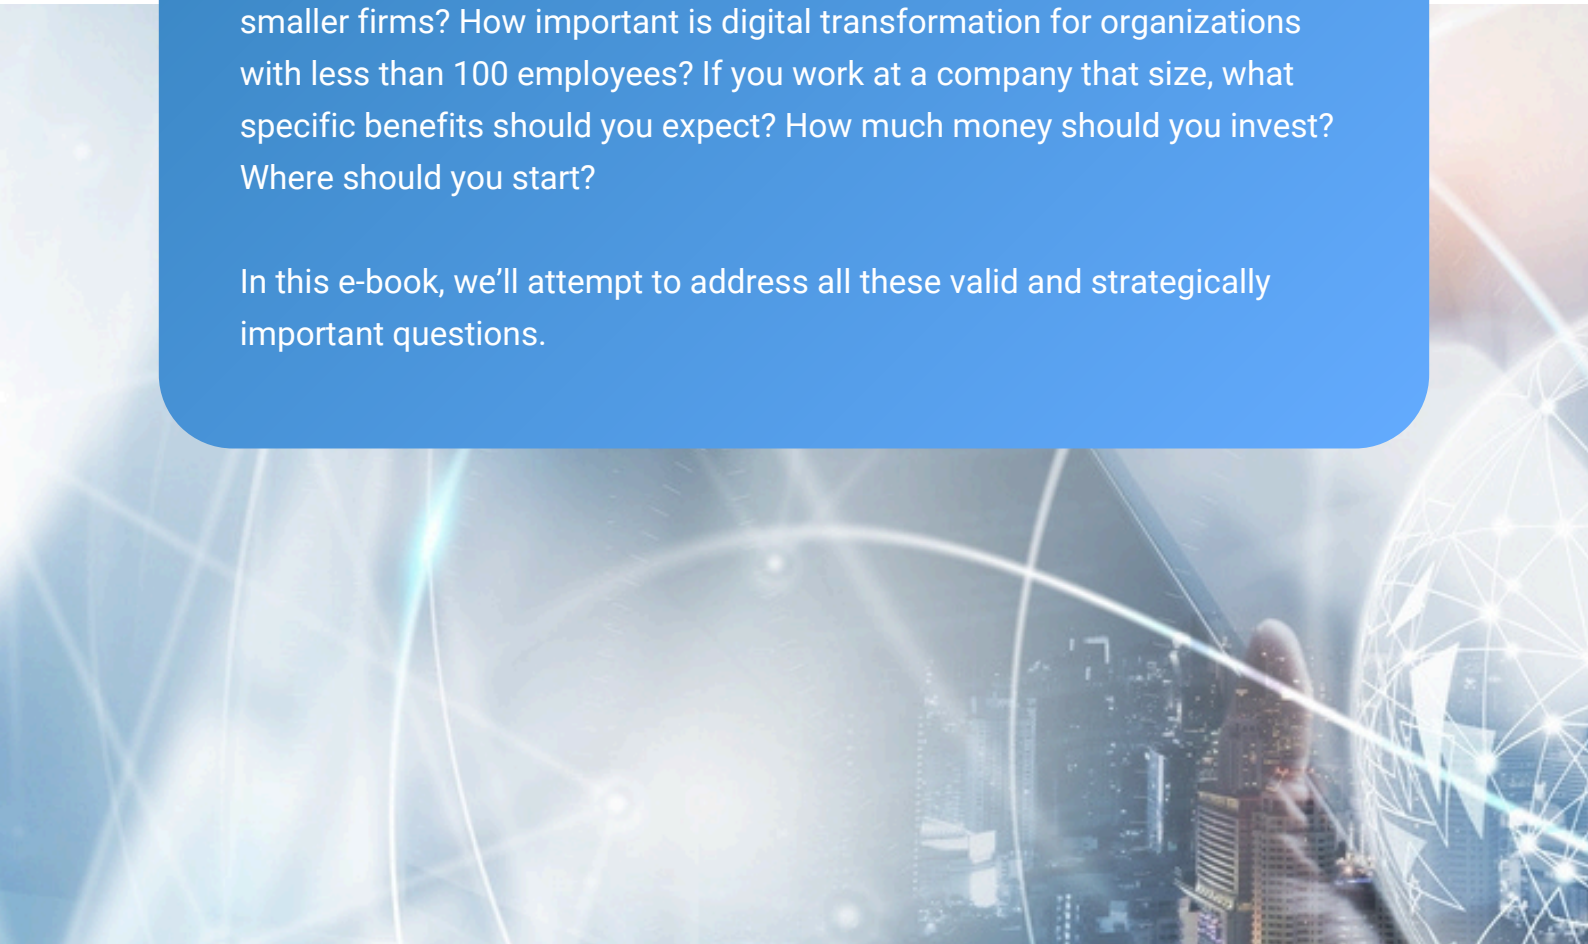 smaller firms? How important is digital transformation for organizations
with less than 100 employees? If you work at a company that size, what
specific benefits should you expect? How much money should you invest?
Where should you start?
In this e-book, we’ll attempt to address all these valid and strategically
important questions.